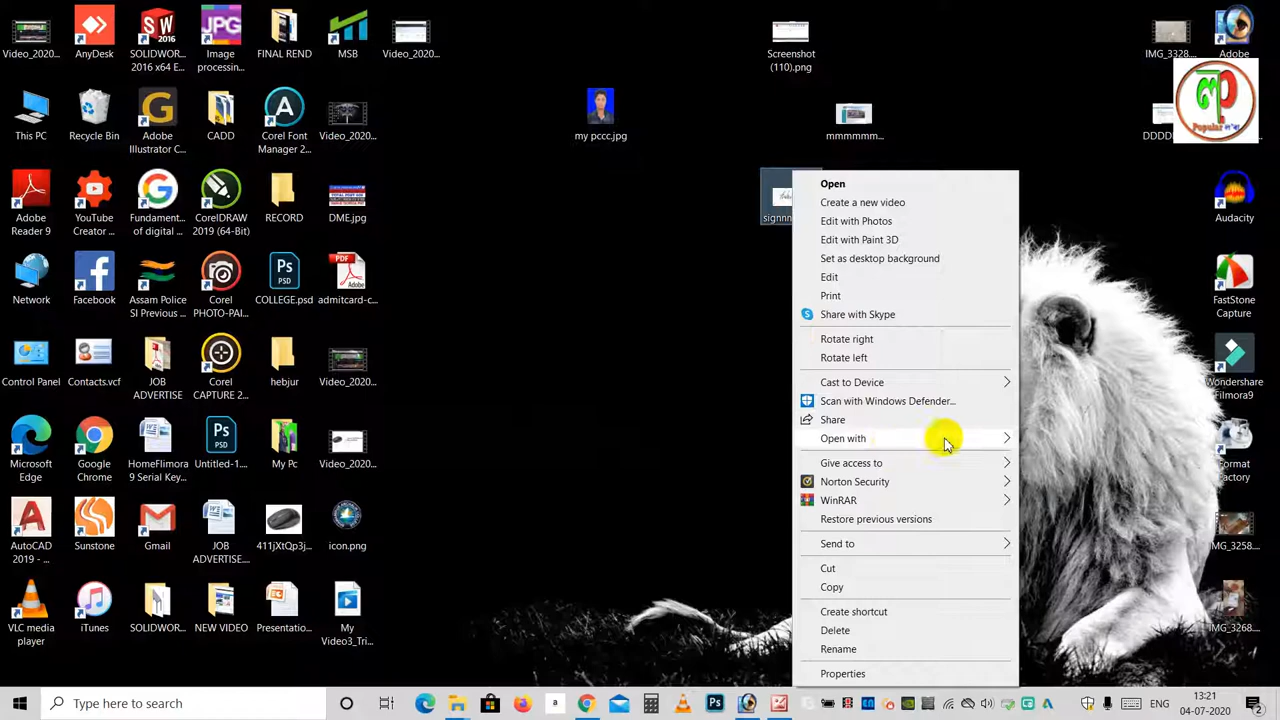 Video_2020...
AnyDesk
SOLIDWORK...
2016 x64 E...
Image
processin...
FINAL REND
MSB
Video_2020...
Screenshot
(110).png
IMG_3328...
Adobe
Popular
This PC
Recycle Bin
Adobe
Illustrator C...
CADD
Corel Font
Manager 2...
Video_2020...
my pccc.jpg
mmmmmm...
DDDDD
Adobe
Reader 9
YouTube
Creator ...
Fundament...
of digital ...
CorelDRAW
2019 (64-Bit)
RECORD
DME.jpg
signnn
Audacity
Network
Facebook
Assam Police
SI Previous ...
Corel
PHOTO-PAI...
COLLEGE.psd
admitcard-c...
FastStone
Capture
Control Panel
Contacts.vcf
JOB
ADVERTISE
Corel
CAPTURE 2...
hebjur
Video_2020...
Wondershare
Filmora9
Microsoft
Edge
Google
Chrome
HomeFlimora
9 Serial Key...
Untitled-1....
My Pc
Video_2020...
Format
Factory
AutoCAD
2019 - ...
Sunstone
Gmail
JOB
ADVERTISE....
411jXtQp3j...
icon.png
IMG_3258...
VLC media
player
iTunes
SOLIDWOR...
NEW VIDEO
Presentatio...
My
Video3_Tri...
IMG_3268...
Open
Create a new video
Edit with Photos
Edit with Paint 3D
Set as desktop background
Edit
Print
Share with Skype
Rotate right
Rotate left
Cast to Device
Scan with Windows Defender...
Share
Open with
Give access to
Norton Security
WinRAR
Restore previous versions
Send to
Cut
Copy
Create shortcut
Delete
Rename
Properties
Type here to search
ENG
13:21
04-07-2020